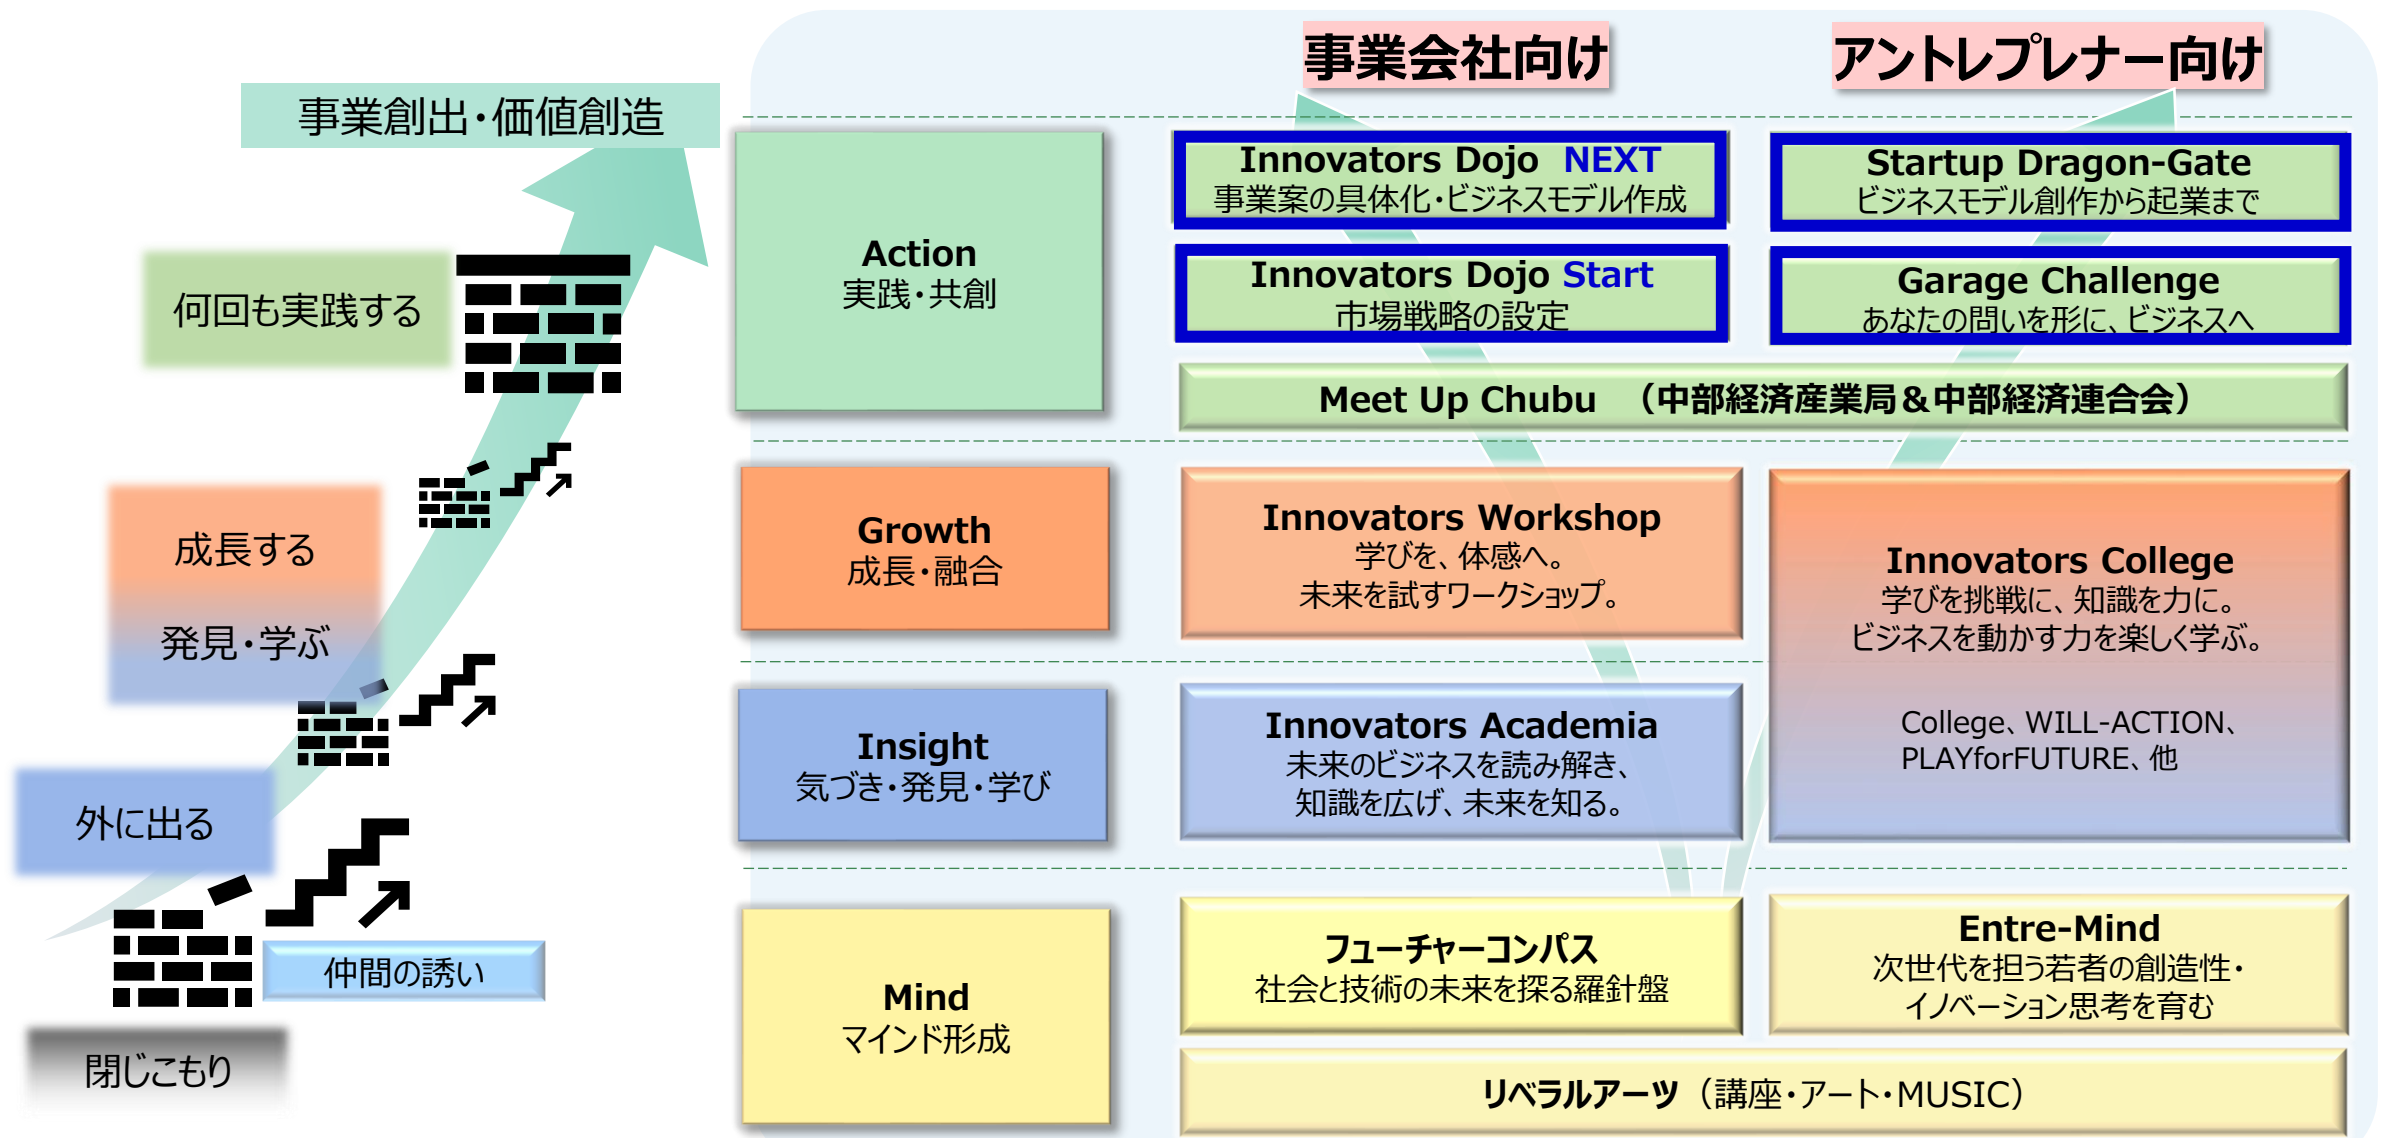 事業創出・価値創造
何回も実践する
成長する
発見・学ぶ
外に出る
仲間の誘い
閉じこもり
事業会社向け
アントレプレナー向け
Action
実践・共創
Innovators Dojo NEXT
事業案の具体化・ビジネスモデル作成
Startup Dragon-Gate
ビジネスモデル創作から起業まで
Innovators Dojo Start
市場戦略の設定
Garage Challenge
あなたの問いを形に、ビジネスへ
Meet Up Chubu （中部経済産業局＆中部経済連合会）
Growth
成長・融合
Innovators Workshop
学びを、体感へ。
未来を試すワークショップ。
Innovators College
学びを挑戦に、知識を力に。
ビジネスを動かす力を楽しく学ぶ。
College、WILL-ACTION、
PLAYforFUTURE、他
Insight
気づき・発見・学び
Innovators Academia
未来のビジネスを読み解き、
知識を広げ、未来を知る。
Mind
マインド形成
フューチャーコンパス
社会と技術の未来を探る羅針盤
Entre-Mind
次世代を担う若者の創造性・
イノベーション思考を育む
リベラルアーツ（講座・アート・MUSIC）